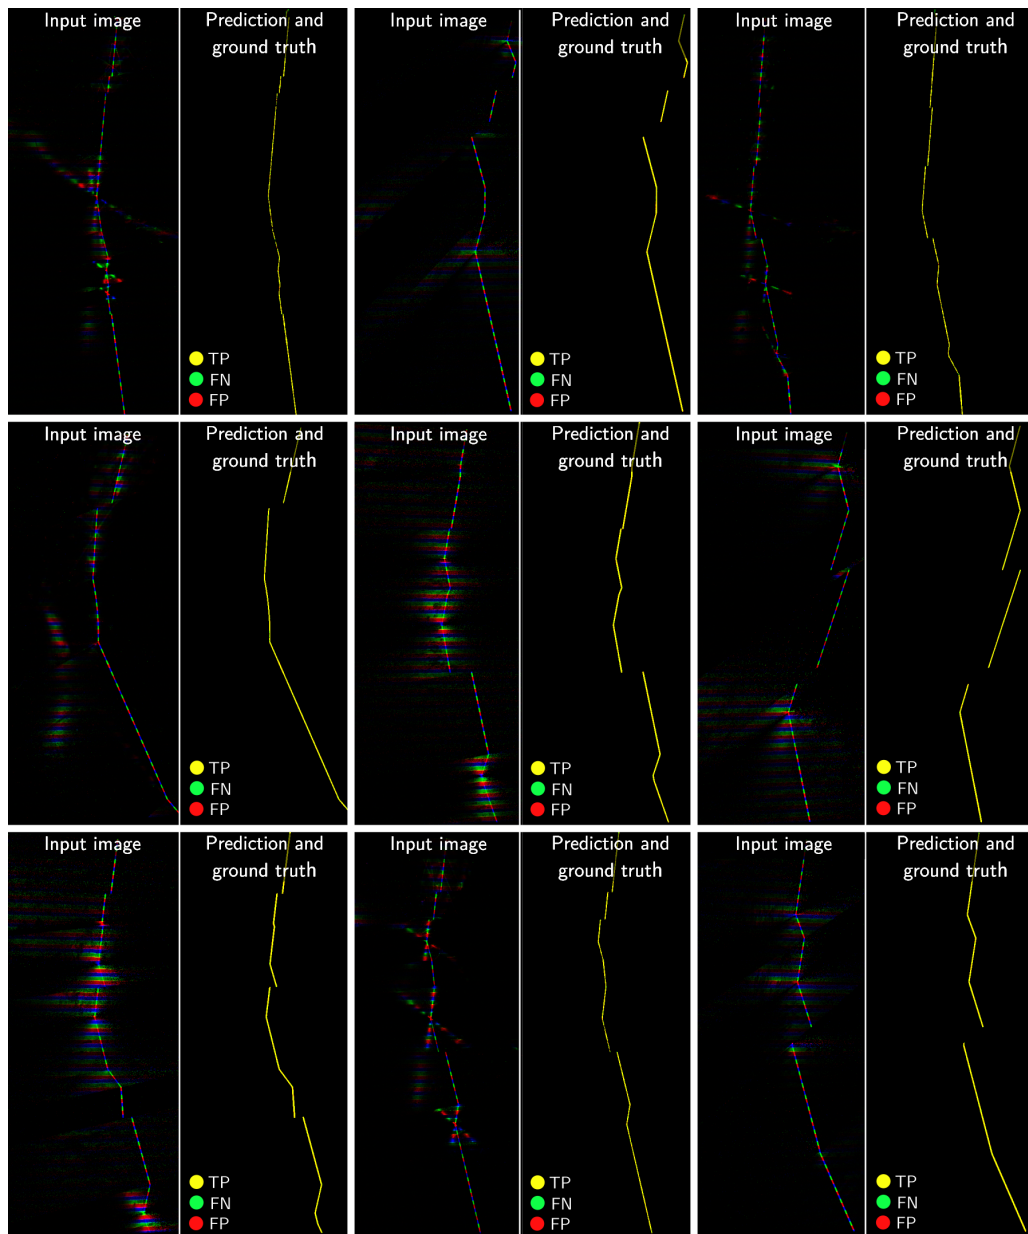 Input image
Prediction and
ground truth
TP
FN
FP
Input image
Prediction and
ground truth
TP
FN
FP
Input image
Prediction and
ground truth
TP
FN
FP
Input image
Prediction and
ground truth
TP
FN
FP
Input image
Prediction and
ground truth
TP
FN
FP
Input image
Prediction and
ground truth
TP
FN
FP
Input image
Prediction and
ground truth
TP
FN
FP
Input image
Prediction and
ground truth
TP
FN
FP
Input image
Prediction and
ground truth
TP
FN
FP